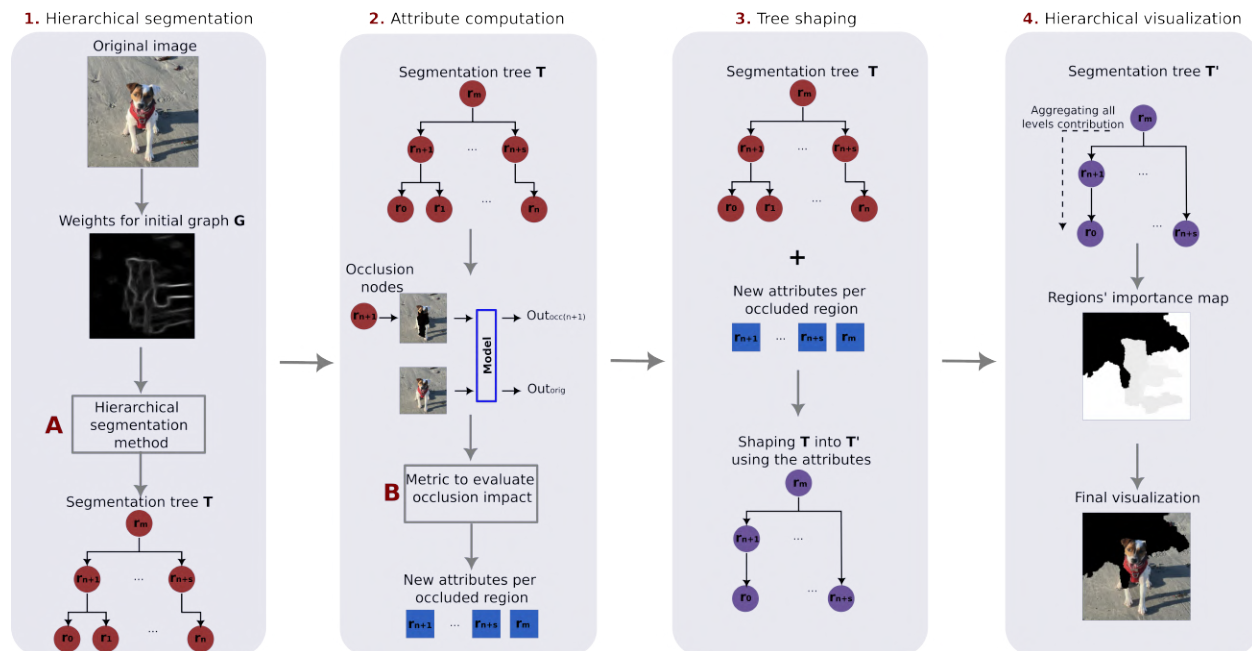 1. Hierarchical segmentation
Original image
Weights for initial graph G
A
Hierarchical
segmentation
method
Segmentation tree T
rm
rn+1
...
rn+s
r0
r1
...
rn
2. Attribute computation
Segmentation tree T
rm
rn+1
...
rn+s
r0
r1
...
rn
Occlusion
nodes
rn+1
Model
Outocc(n+1)
Outorig
B
Metric to evaluate
occlusion impact
New attributes per
occluded region
rn+1
...
rn+s
rm
3. Tree shaping
Segmentation tree T
rm
rn+1
...
rn+s
r0
r1
...
rn
+
New attributes per
occluded region
rn+1
...
rn+s
rm
Shaping T into T'
using the attributes
rm
rn+1
...
r0
...
rn+s
4. Hierarchical visualization
Segmentation tree T'
Aggregating all
levels contribution
rm
rn+1
...
r0
...
rn+s
Regions' importance map
Final visualization